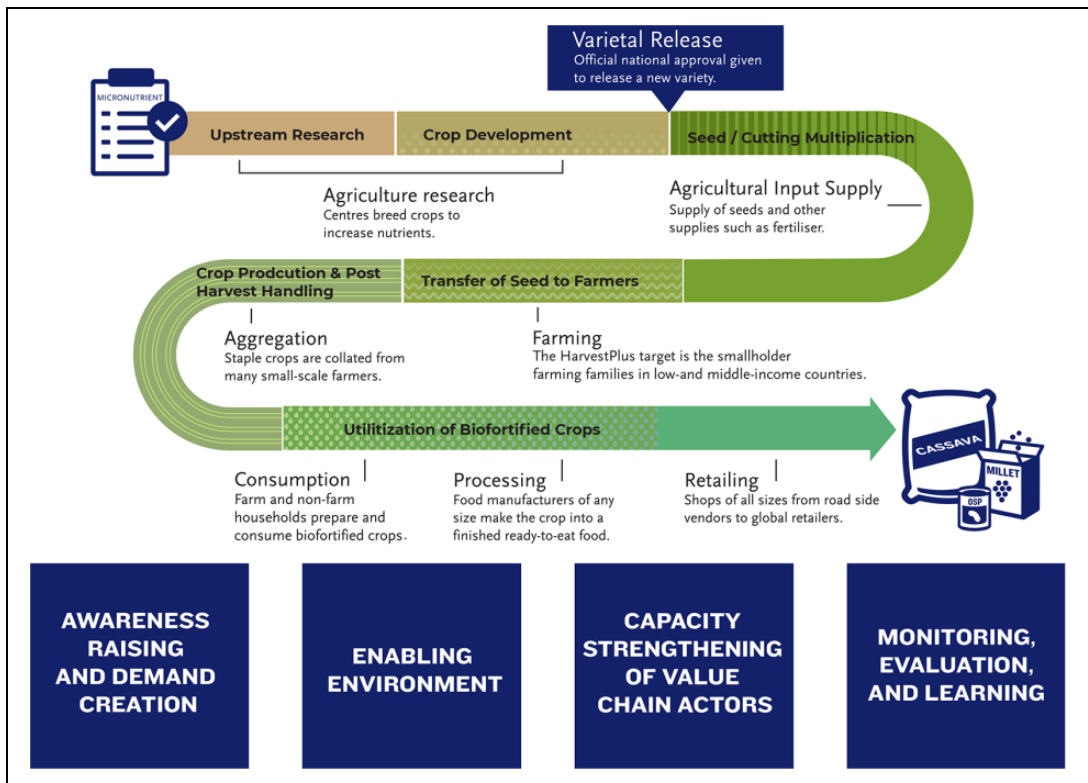 Varietal Release
Official national approval given
to release a new variety.
MICRONUTRIENT
Upstream Research
Crop Development
Seed / Cutting Multiplication
Agriculture research
Centres breed crops to
increase nutrients.
Agricultural Input Supply
Supply of seeds and other
supplies such as fertiliser.
Crop Prodcution & Post
Harvest Handling
Transfer of Seed to Farmers
Aggregation
Staple crops are collated from
many small-scale farmers.
Farming
The HarvestPlus target is the smallholder
farming families in low-and middle-income countries.
Utilitization of Biofortified Crops
CASSAVA
MILLET
OSP
Consumption
Farm and non-farm
households prepare and
consume biofortified crops.
Processing
Food manufacturers of any
size make the crop into a
finished ready-to-eat food.
Retailing
Shops of all sizes from road side
vendors to global retailers.
AWARENESS
RAISING
AND DEMAND
CREATION
ENABLING
ENVIRONMENT
CAPACITY
STRENGTHENING
OF VALUE
CHAIN ACTORS
MONITORING,
EVALUATION,
AND LEARNING